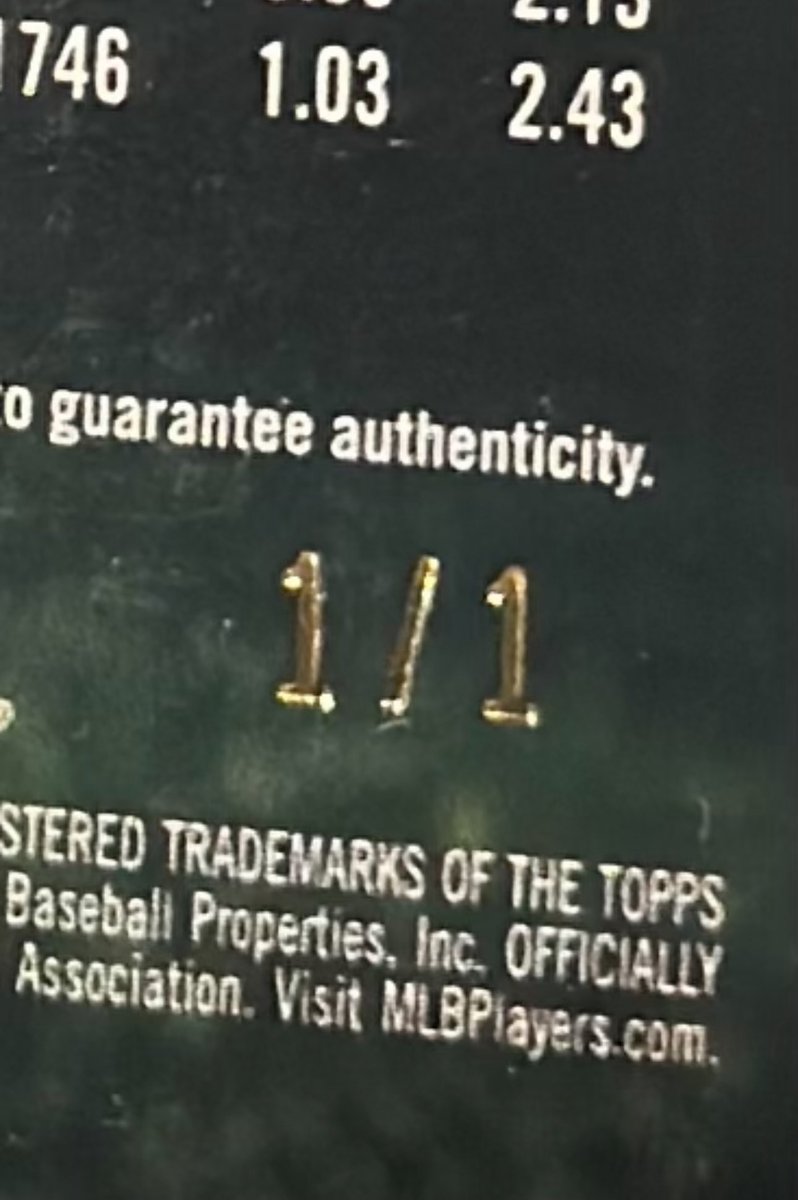 1746 1.03 2.43
guarantee authenticity.
1/1
TRADEMARKS OF THE TOPPS
Baseball Properties, Inc. OFFICIALLY
Association. Visit MLBPlayers.com.